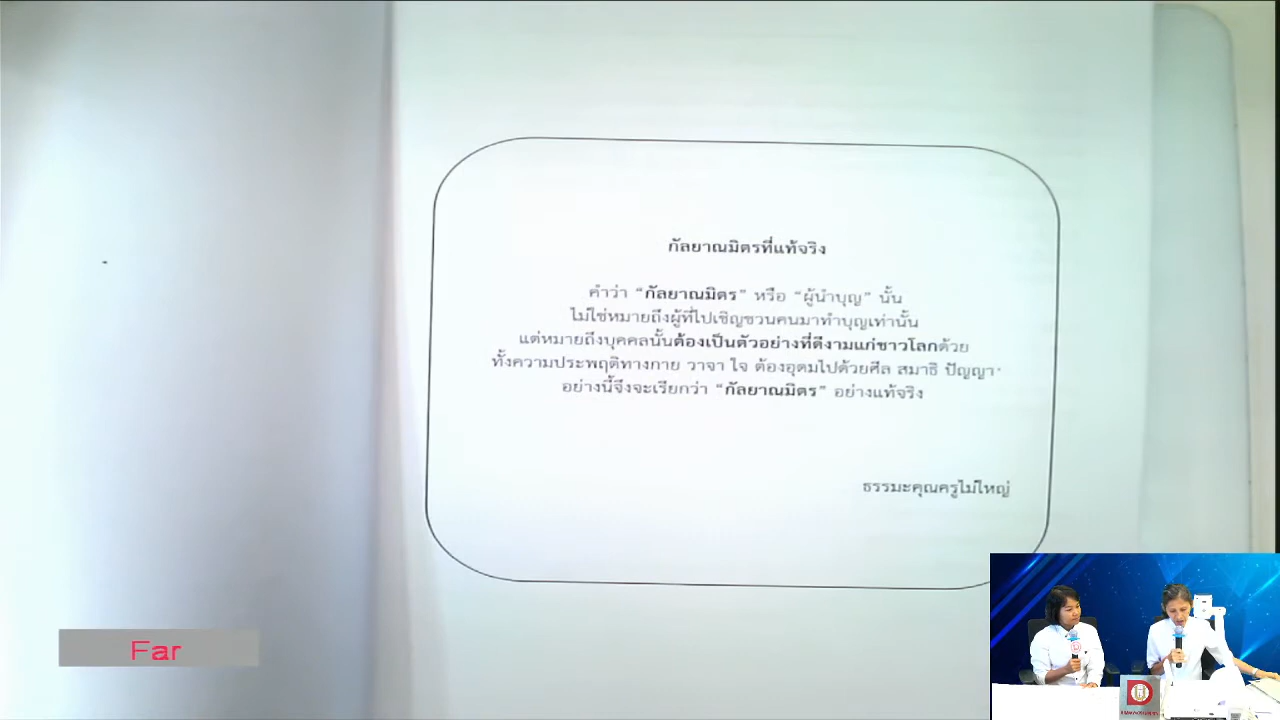 กัลยาณมิตรที่แท้จริง
คำว่า “กัลยาณมิตร” หรือ “ผู้นำบุญ” นั้น
ไม่ใช่หมายถึงผู้ที่ไปเชิญชวนคนมาทำบุญเท่านั้น
แต่หมายถึงบุคคลนั้นต้องเป็นตัวอย่างที่ดีงามแก่ชาวโลกด้วย
ทั้งความประพฤติทางกาย วาจา ใจ ต้องอุดมไปด้วยศีล สมาธิ ปัญญา
อย่างนี้จึงจะเรียกว่า “กัลยาณมิตร” อย่างแท้จริง
ธรรมะคุณครูไม่ใหญ่
Far